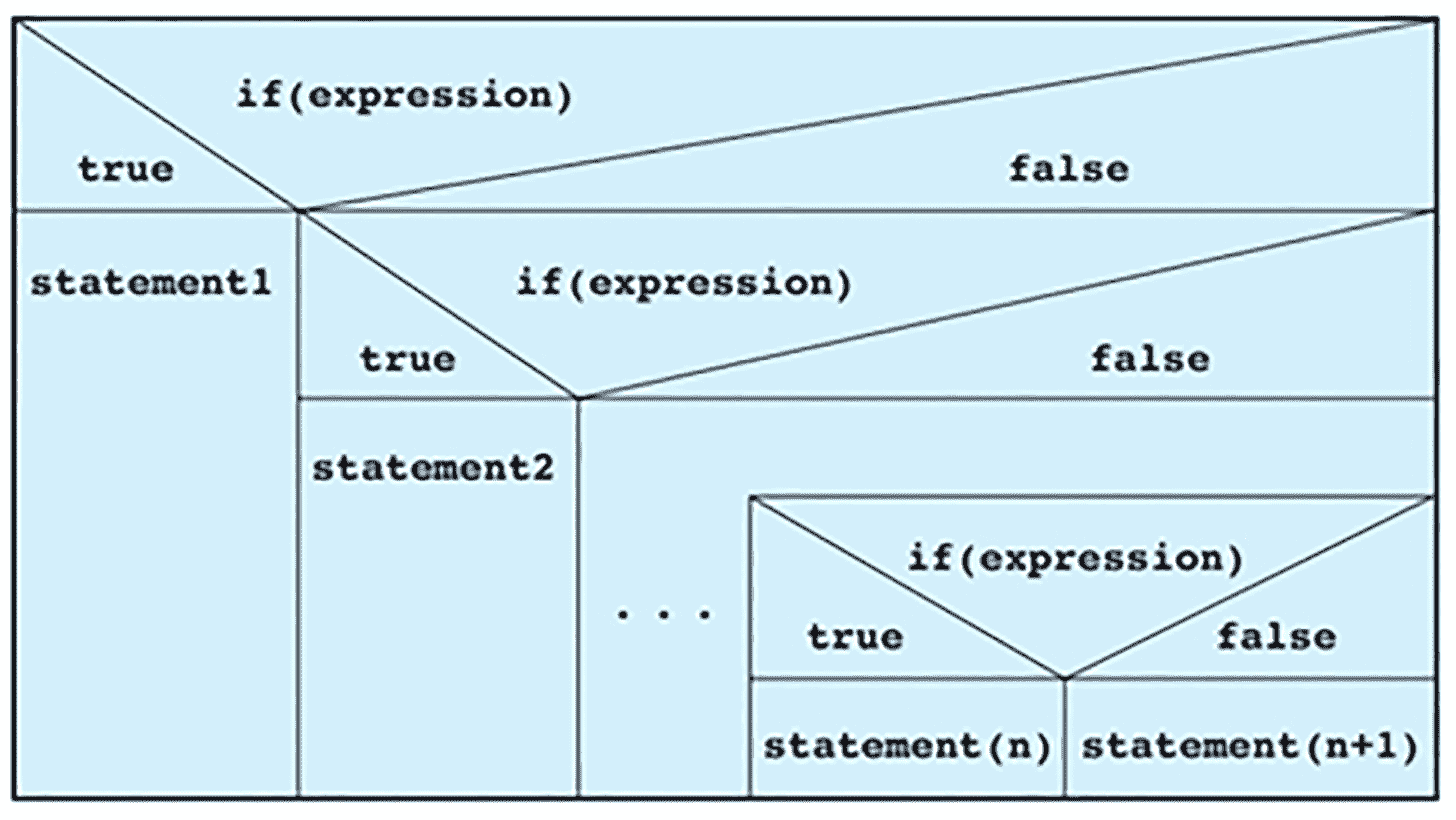 if(expression)
true
false
statement1
if(expression)
true
false
statement2
if(expression)
...
true
false
statement(n)
statement(n+1)